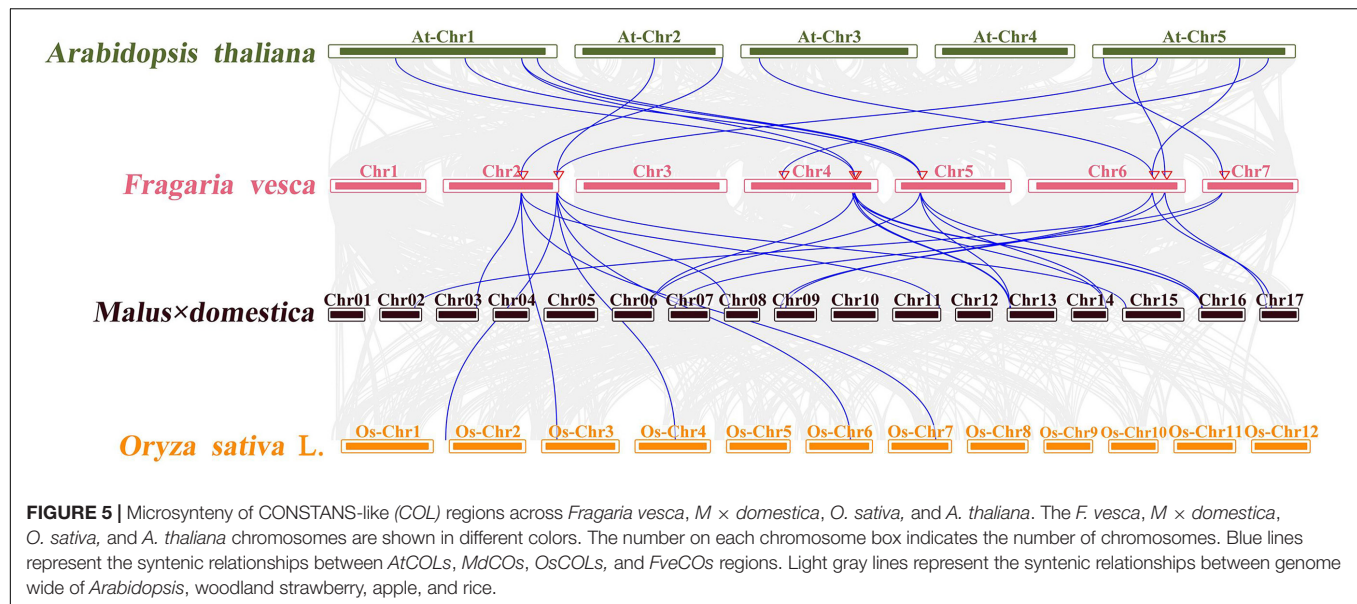 At-Chr1 At-Chr2 At-Chr3 At-Chr4 At-Chr5
Arabidopsis thaliana
Chr1 Chr2 Chr3 Chr4 Chr5 Chr6 Chr7
Fragaria vesca
Chr01 Chr02 Chr03 Chr04 Chr05 Chr06 Chr07 Chr08 Chr09 Chr10 Chr11 Chr12 Chr13 Chr14 Chr15 Chr16 Chr17
Malus×domestica
Os-Chr1 Os-Chr2 Os-Chr3 Os-Chr4 Os-Chr5 Os-Chr6 Os-Chr7 Os-Chr8 Os-Chr9 Os-Chr10 Os-Chr11 Os-Chr12
Oryza sativa L.
FIGURE 5 | Microsynteny of CONSTANS-like (COL) regions across Fragaria vesca, M × domestica, O. sativa, and A. thaliana. The F. vesca, M × domestica,
O. sativa, and A. thaliana chromosomes are shown in different colors. The number on each chromosome box indicates the number of chromosomes. Blue lines
represent the syntenic relationships between AtCOLs, MdCOs, OsCOLs, and FveCOs regions. Light gray lines represent the syntenic relationships between genome
wide of Arabidopsis, woodland strawberry, apple, and rice.